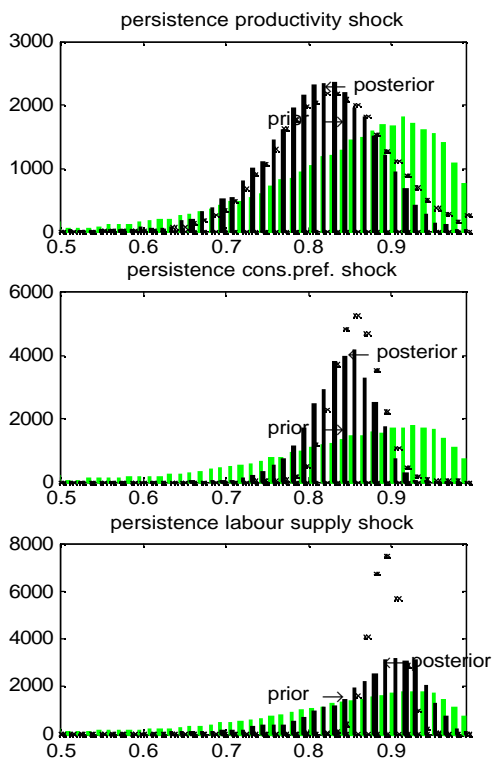 persistence productivity shock
3000
posterior
prior
2000
1000
0
0.5 0.6 0.7 0.8 0.9
persistence cons.pref. shock
6000
posterior
4000
prior
2000
0
0.5 0.6 0.7 0.8 0.9
persistence labour supply shock
8000
6000
4000
posterior
prior
2000
0
0.5 0.6 0.7 0.8 0.9